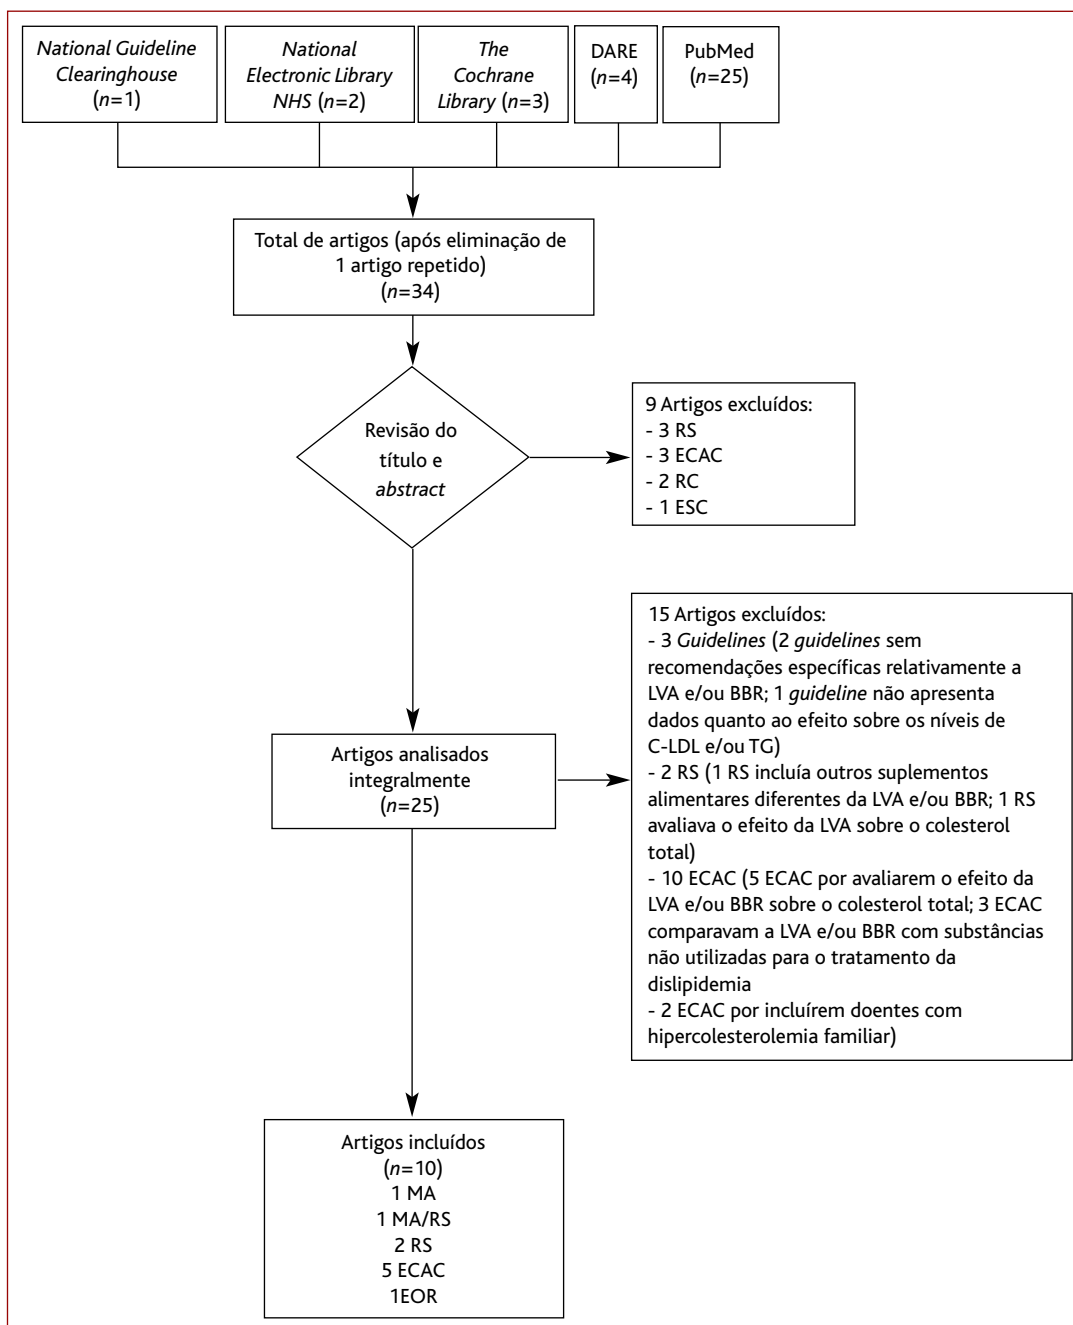 National Guideline
Clearinghouse
(n=1)
National
Electronic Library
NHS (n=2)
The
Cochrane
Library (n=3)
DARE
(n=4)
PubMed
(n=25)
Total de artigos (após eliminação de
1 artigo repetido)
(n=34)
Revisão do
título e
abstract
9 Artigos excluídos:
- 3 RS
- 3 ECAC
- 2 RC
- 1 ESC
Artigos analisados
integralmente
(n=25)
15 Artigos excluídos:
- 3 Guidelines (2 guidelines sem
recomendações específicas relativamente a
LVA e/ou BBR; 1 guideline não apresenta
dados quanto ao efeito sobre os níveis de
C-LDL e/ou TG)
- 2 RS (1 RS incluía outros suplementos
alimentares diferentes da LVA e/ou BBR; 1 RS
avaliava o efeito da LVA sobre o colesterol
total)
- 10 ECAC (5 ECAC por avaliarem o efeito da
LVA e/ou BBR sobre o colesterol total; 3 ECAC
comparavam a LVA e/ou BBR com substâncias
não utilizadas para o tratamento da
dislipidemia
- 2 ECAC por incluírem doentes com
hipercolesterolemia familiar)
Artigos incluídos
(n=10)
1 MA
1 MA/RS
2 RS
5 ECAC
1EOR